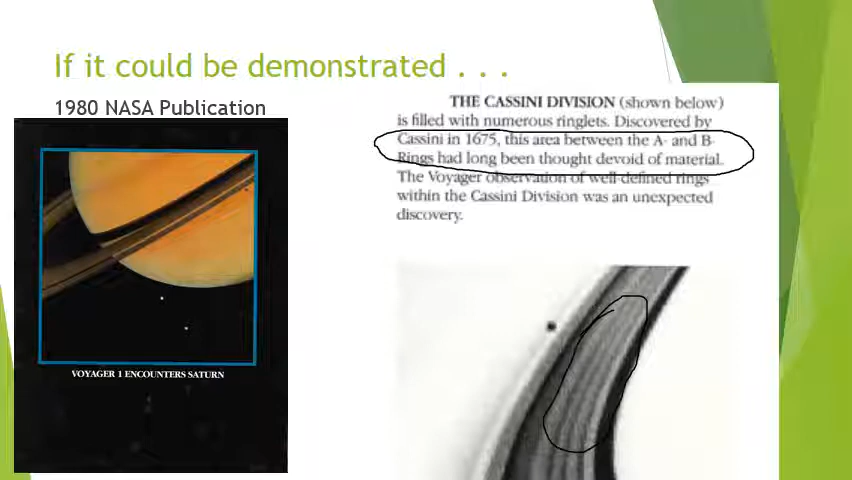 If it could be demonstrated . . .
1980 NASA Publication
VOYAGER 1 ENCOUNTERS SATURN
THE CASSINI DIVISION (shown below)
is filled with numerous ringlets. Discovered by
Cassini in 1675, this area between the A- and B-
Rings had long been thought devoid of material.
The Voyager observation of well-defined rings
within the Cassini Division was an unexpected
discovery.